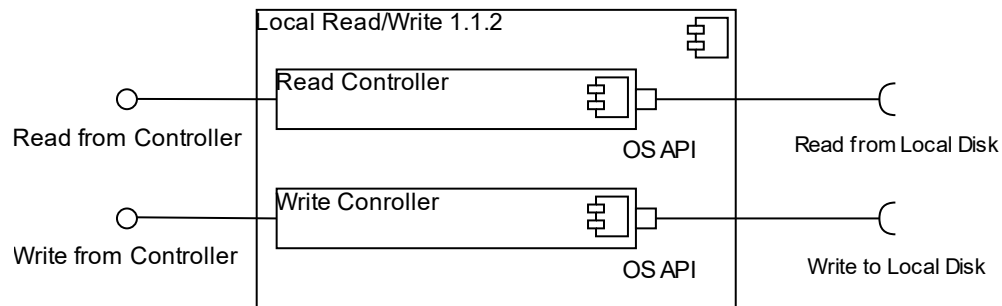 Local Read/Write 1.1.2
Read Controller
Read from Controller
OS API
Read from Local Disk
Write Conroller
Write from Controller
OS API
Write to Local Disk